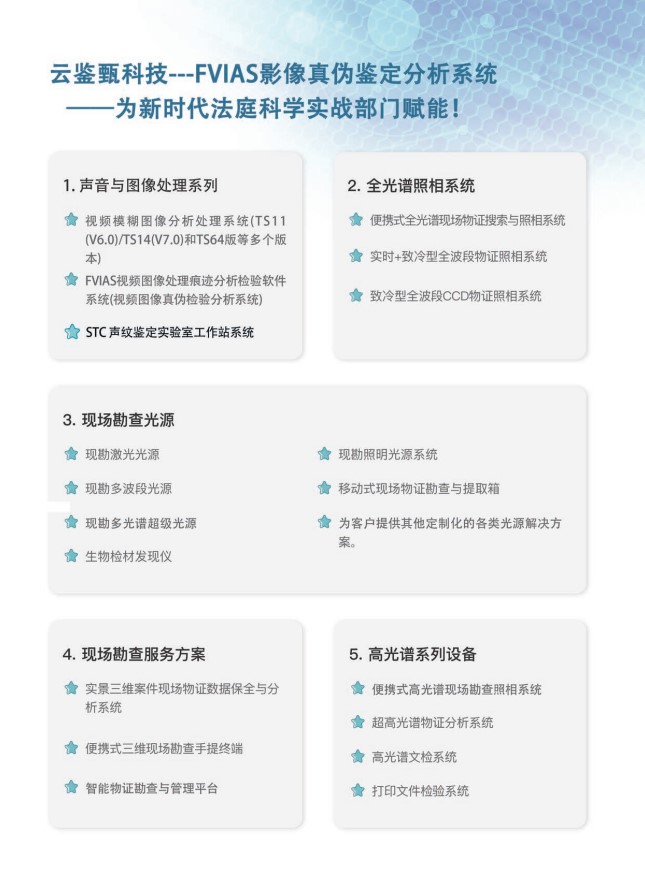 云鉴甄科技---FVIAS影像真伪鉴定分析系统
——为新时代法庭科学实战部门赋能！
1. 声音与图像处理系列
视频模糊图像分析处理系统(TS11
(V6.0)/TS14(V7.0)和TS64版等多个版
本)
FVIAS视频图像处理痕迹分析检验软件
系统(视频图像真伪检验分析系统)
STC 声纹鉴定实验室工作站系统
2. 全光谱照相系统
便携式全光谱现场物证搜索与照相系统
实时+致冷型全波段物证照相系统
致冷型全波段CCD物证照相系统
3. 现场勘查光源
现勘激光光源
现勘多波段光源
现勘多光谱超级光源
生物检材发现仪
现勘照明光源系统
移动式现场物证勘查与提取箱
为客户提供其他定制化的各类光源解决方
案。
4. 现场勘查服务方案
实景三维案件现场物证数据保全与分
析系统
便携式三维现场勘查手提终端
智能物证勘查与管理平台
5. 高光谱系列设备
便携式高光谱现场勘查照相系统
超高光谱物证分析系统
高光谱文检系统
打印文件检验系统